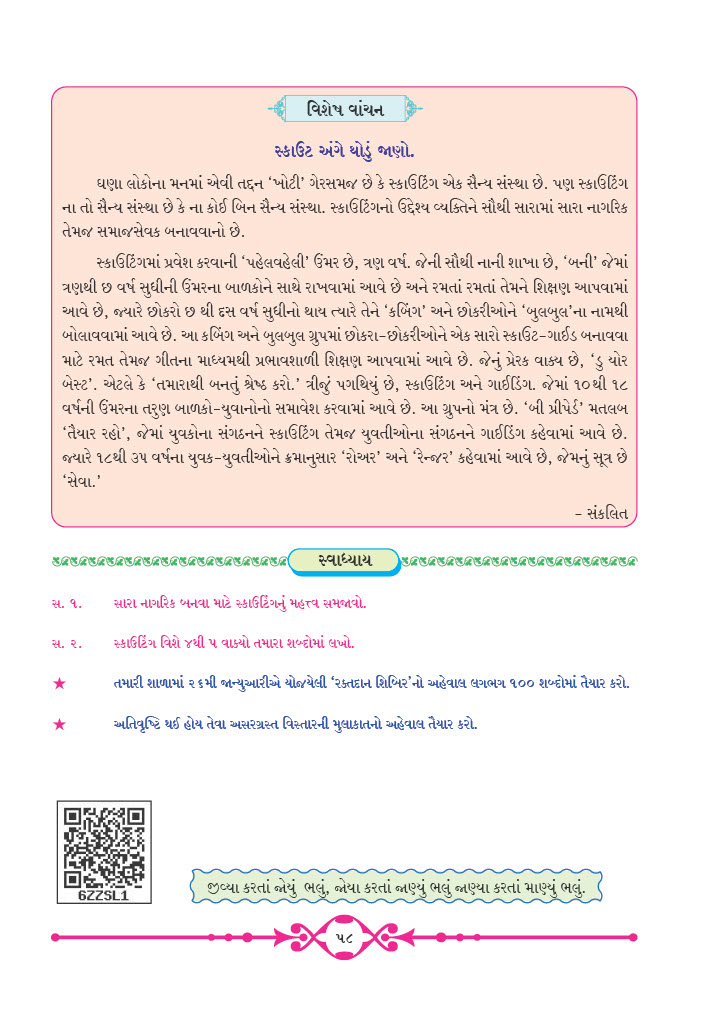 વિશેષ વાંચન
સ્કાઉટ અંગે થોડું જાણો.
ઘણા લોકોના મનમાં એવી તદ્દન ‘ખોટી’ ગેરસમજ છે કે સ્કાઉટિંગ એક સૈન્ય સંસ્થા છે. પણ સ્કાઉટિંગ
ના તો સૈન્ય સંસ્થા છે કે ના કોઈ બિન સૈન્ય સંસ્થા. સ્કાઉટિંગનો ઉદ્દેશ્ય વ્યક્તિને સૌથી સારામાં સારા નાગરિક
તેમજ સમાજસેવક બનાવવાનો છે.
સ્કાઉટિંગમાં પ્રવેશ કરવાની ‘પહેલવહેલી’ ઉંમર છે, ત્રણ વર્ષ. જેની સૌથી નાની શાખા છે, ‘બની’ જેમાં
ત્રણથી છ વર્ષ સુધીની ઉંમરના બાળકોને સાથે રાખવામાં આવે છે અને રમતાં રમતાં તેમને શિક્ષણ આપવામાં
આવે છે, જ્યારે છોકરો છ થી દસ વર્ષ સુધીનો થાય ત્યારે તેને ‘કબિંગ’ અને છોકરીઓને ‘બુલબુલ’ના નામથી
બોલાવવામાં આવે છે. આ કબિંગ અને બુલબુલ ગ્રુપમાં છોકરા–છોકરીઓને એક સારો સ્કાઉટ–ગાઈડ બનાવવા
માટે રમત તેમજ ગીતના માધ્યમથી પ્રભાવશાળી શિક્ષણ આપવામાં આવે છે. જેનું પ્રેરક વાક્ય છે, ‘ડુ યોર
બેસ્ટ’. એટલે કે ‘તમારાથી બનતું શ્રેષ્ઠ કરો.’ ત્રીજું પગથિયું છે, સ્કાઉટિંગ અને ગાઈડિંગ. જેમાં ૧૦થી ૧૮
વર્ષની ઉંમરના તરુણ બાળકો–યુવાનોનો સમાવેશ કરવામાં આવે છે. આ ગ્રુપનો મંત્ર છે. ‘બી પ્રીપેર્ડ’ મતલબ
‘તૈયાર રહો’, જેમાં યુવકોના સંગઠનને સ્કાઉટિંગ તેમજ યુવતીઓના સંગઠનને ગાઈડિંગ કહેવામાં આવે છે.
જ્યારે ૧૮થી ૩૫ વર્ષના યુવક–યુવતીઓને ક્રમાનુસાર ‘રોઅર’ અને ‘રેન્જર’ કહેવામાં આવે છે, જેમનું સૂત્ર છે
‘સેવા.’
– સંકલિત
સ્વાધ્યાય
સ. ૧. સારા નાગરિક બનવા માટે સ્કાઉટિંગનું મહત્ત્વ સમજાવો.
સ. ૨. સ્કાઉટિંગ વિશે ૪થી ૫ વાક્યો તમારા શબ્દોમાં લખો.
★ તમારી શાળામાં ૨૬મી જાન્યુઆરીએ યોજયેલી ‘રક્તદાન શિબિર’નો અહેવાલ લગભગ ૧૦૦ શબ્દોમાં તૈયાર કરો.
★ અતિવૃષ્ટિ થઈ હોય તેવા અસરગ્રસ્ત વિસ્તારની મુલાકાતનો અહેવાલ તૈયાર કરો.
6ZZSL1
જીવ્યા કરતાં જોયું ભલું, જોયા કરતાં જાણ્યું ભલું જાણ્યા કરતાં માણ્યું ભલું.
૫૮